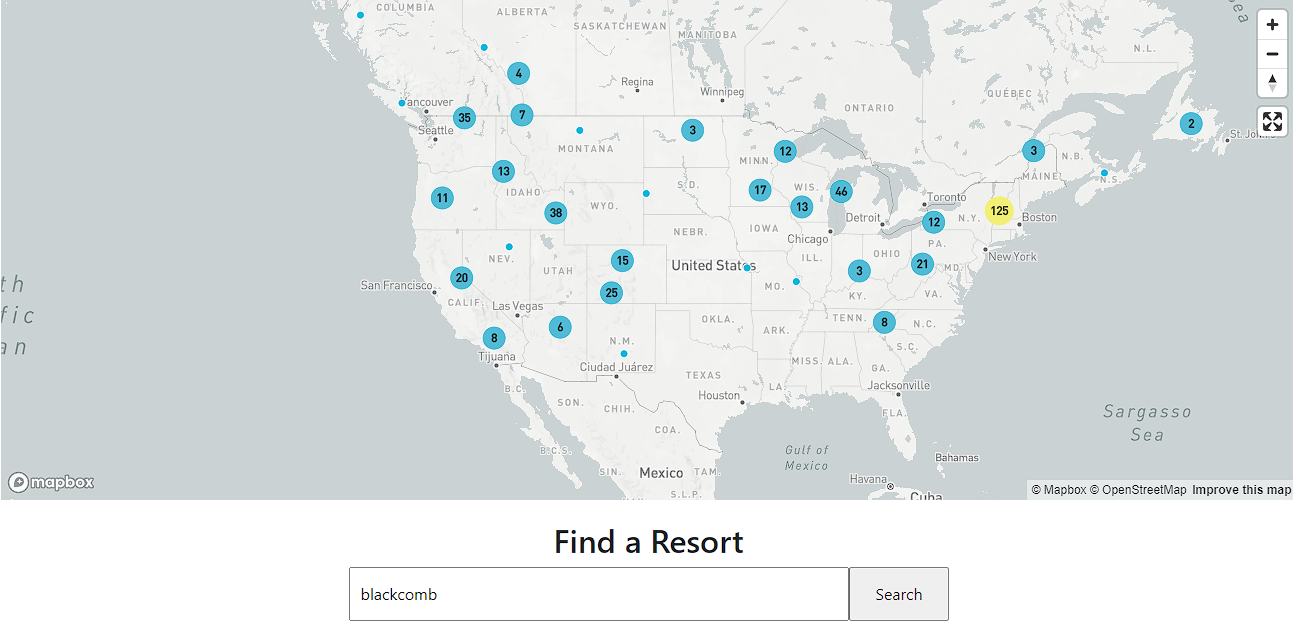 COLUMBIA
ALBERTA
SASKATCHEWAN
MANITOBA
N.L.
+
−
4
Regina
Winnipeg
QUÉBEC
ONTARIO
Vancouver
35
7
3
2
St. John's
Seattle
MONTANA
MINN.
12
3
N.B.
13
IDAHO
WYO.
S.D.
17
WIS.
46
MAINE
N.S.
11
38
13
Toronto
125
Detroit
12
N.Y.
Boston
NEBR.
IOWA
Chicago
NEV.
UTAH
15
United States
ILL.
OHIO
PA.
New York
20
San Francisco
25
MO.
3
21
MD.
CALIF.
KY.
VA.
Las Vegas
6
OKLA.
ARK.
TENN.
8
N.C.
8
Tijuana
N.M.
Ciudad Juárez
MISS.
ALA.
S.C.
GA.
TEXAS
LA.
Houston
Jacksonville
B.C.
SON.
CHIH.
FLA.
COA.
Sargasso
Sea
B.C.S.
Gulf of
Mexico
Bahamas
SIN.
Mexico
TAM.
Havana
S.L.P.
Cuba
mapbox
© Mapbox © OpenStreetMap Improve this map
Find a Resort
blackcomb
Search